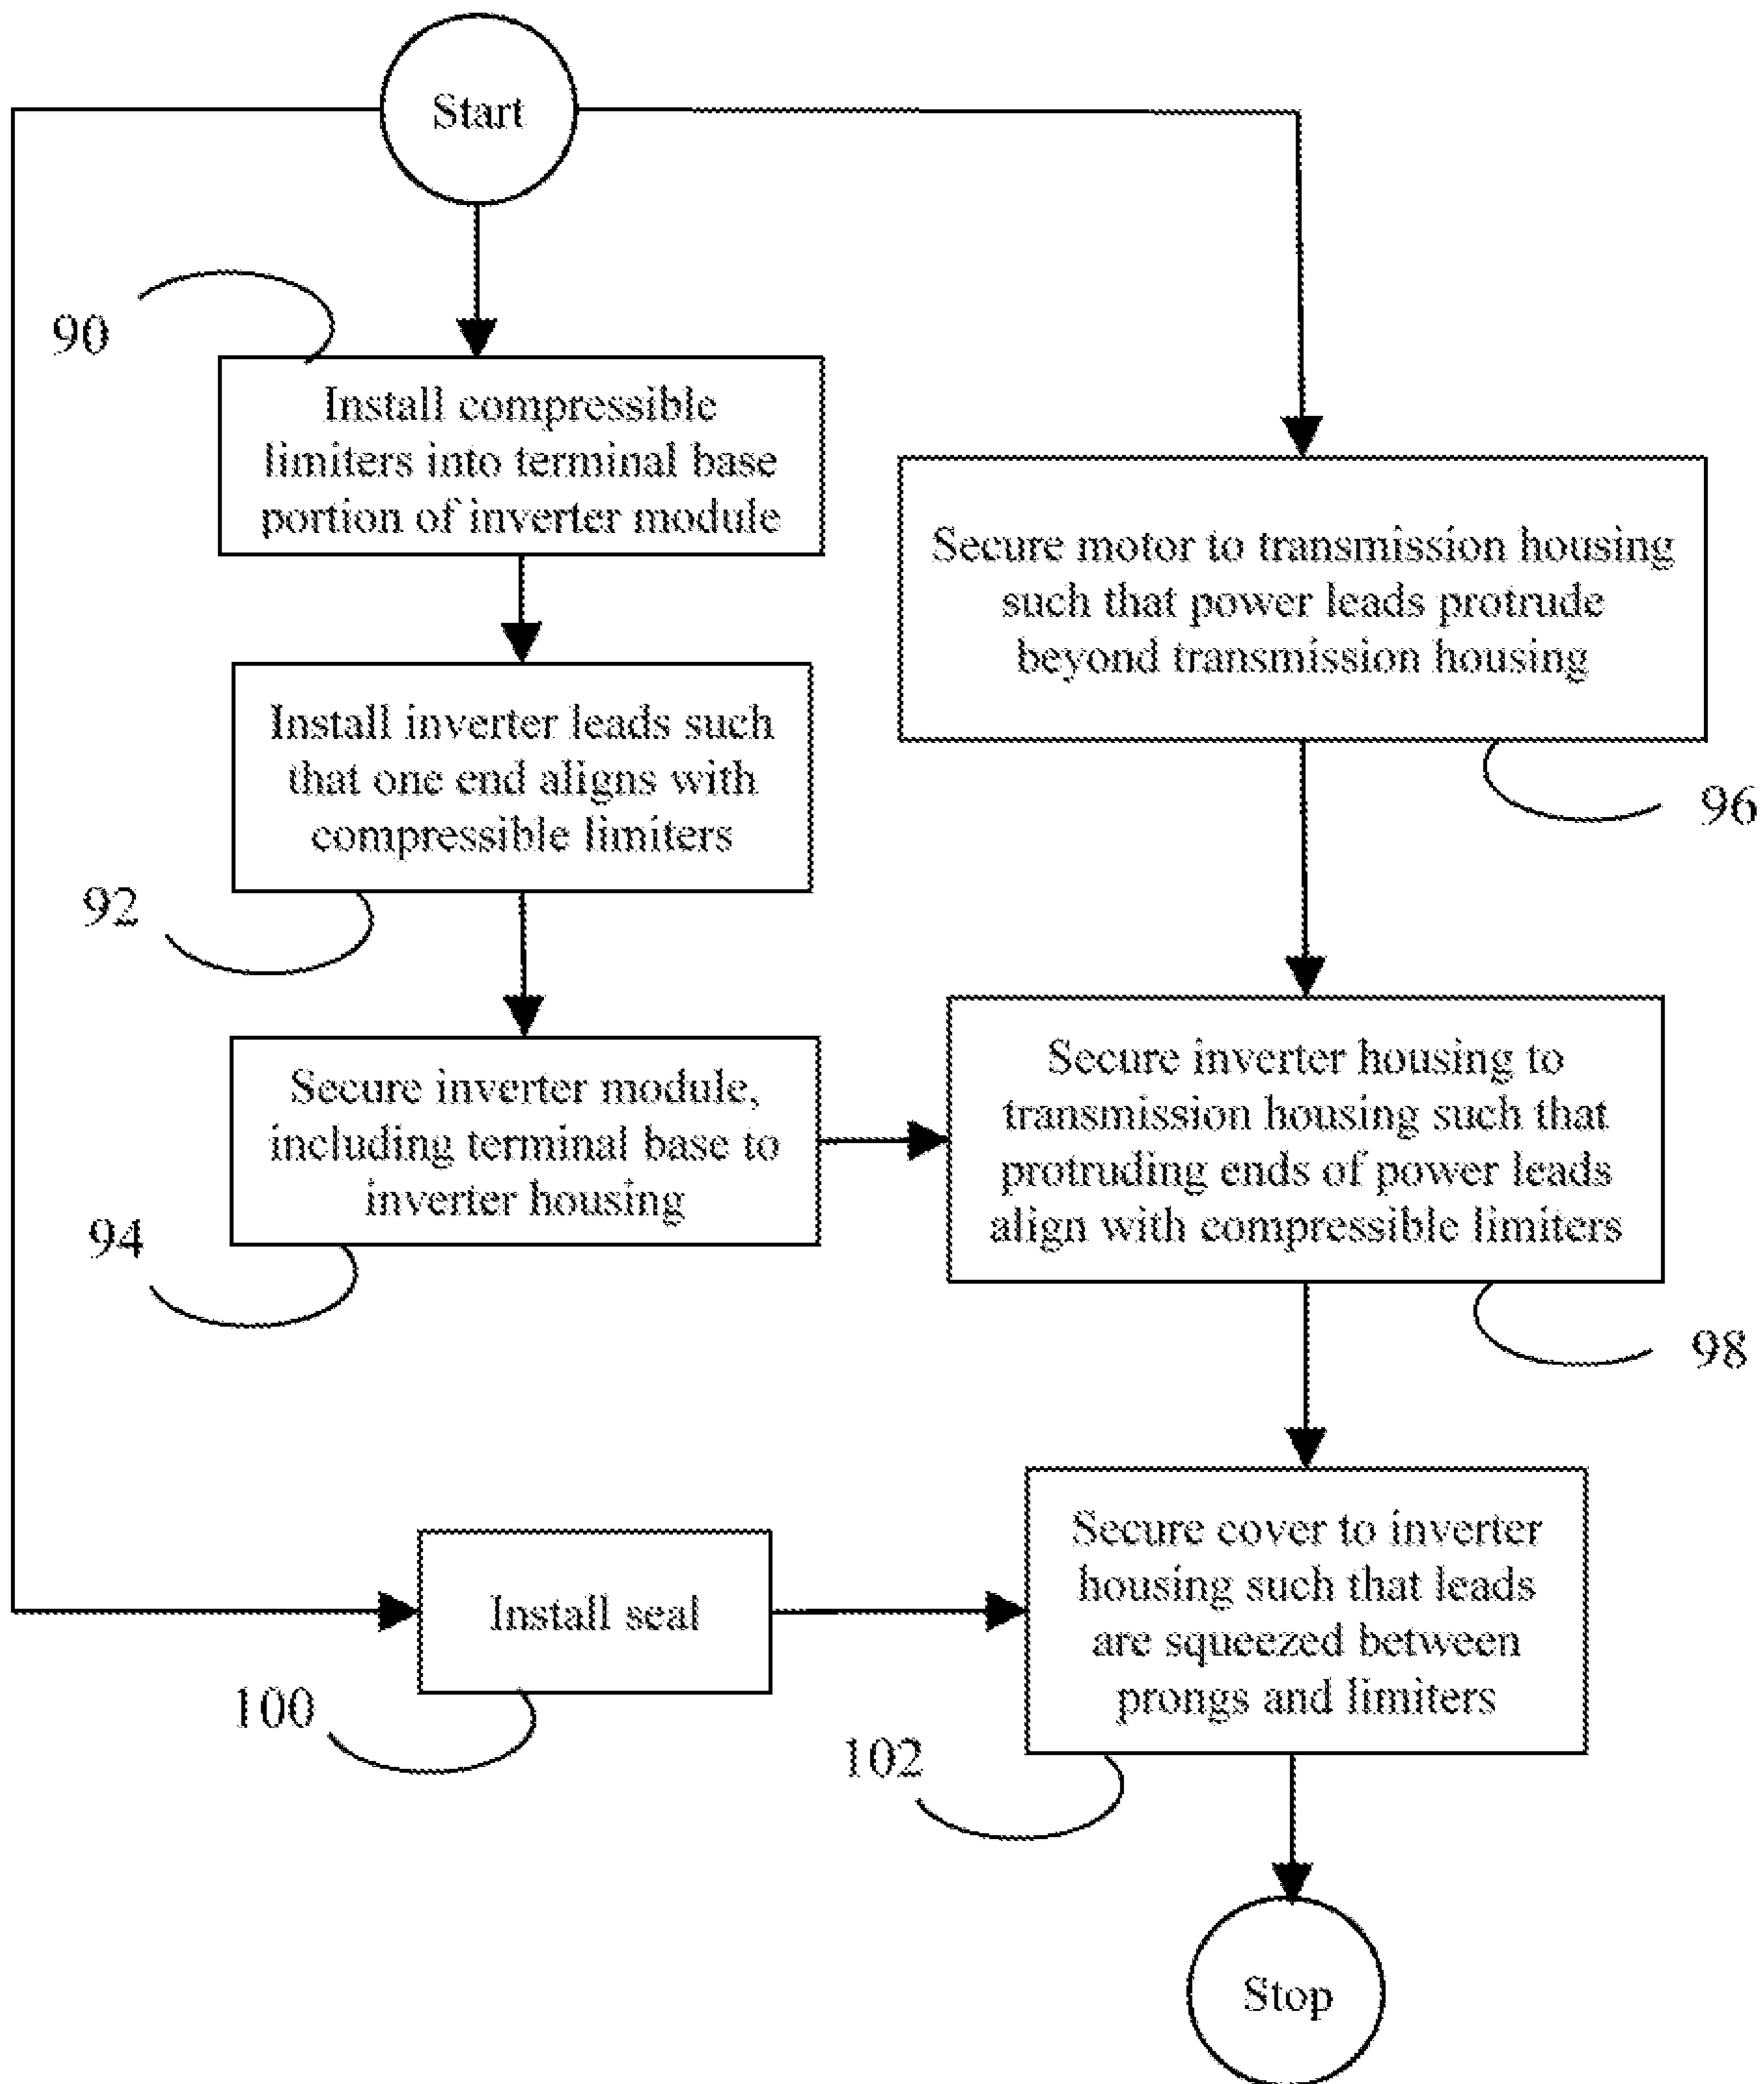 Start
90
Install compressible
limiters into terminal base
portion of inverter module
Secure motor to transmission housing
such that power leads protrude
beyond transmission housing
96
Install inverter leads such
that one end aligns with
compressible limiters
92
Secure inverter module,
including terminal base to
inverter housing
94
Secure inverter housing to
transmission housing such that
protruding ends of power leads
align with compressible limiters
98
Install seal
100
Secure cover to inverter
housing such that leads
are squeezed between
prongs and limiters
102
Stop